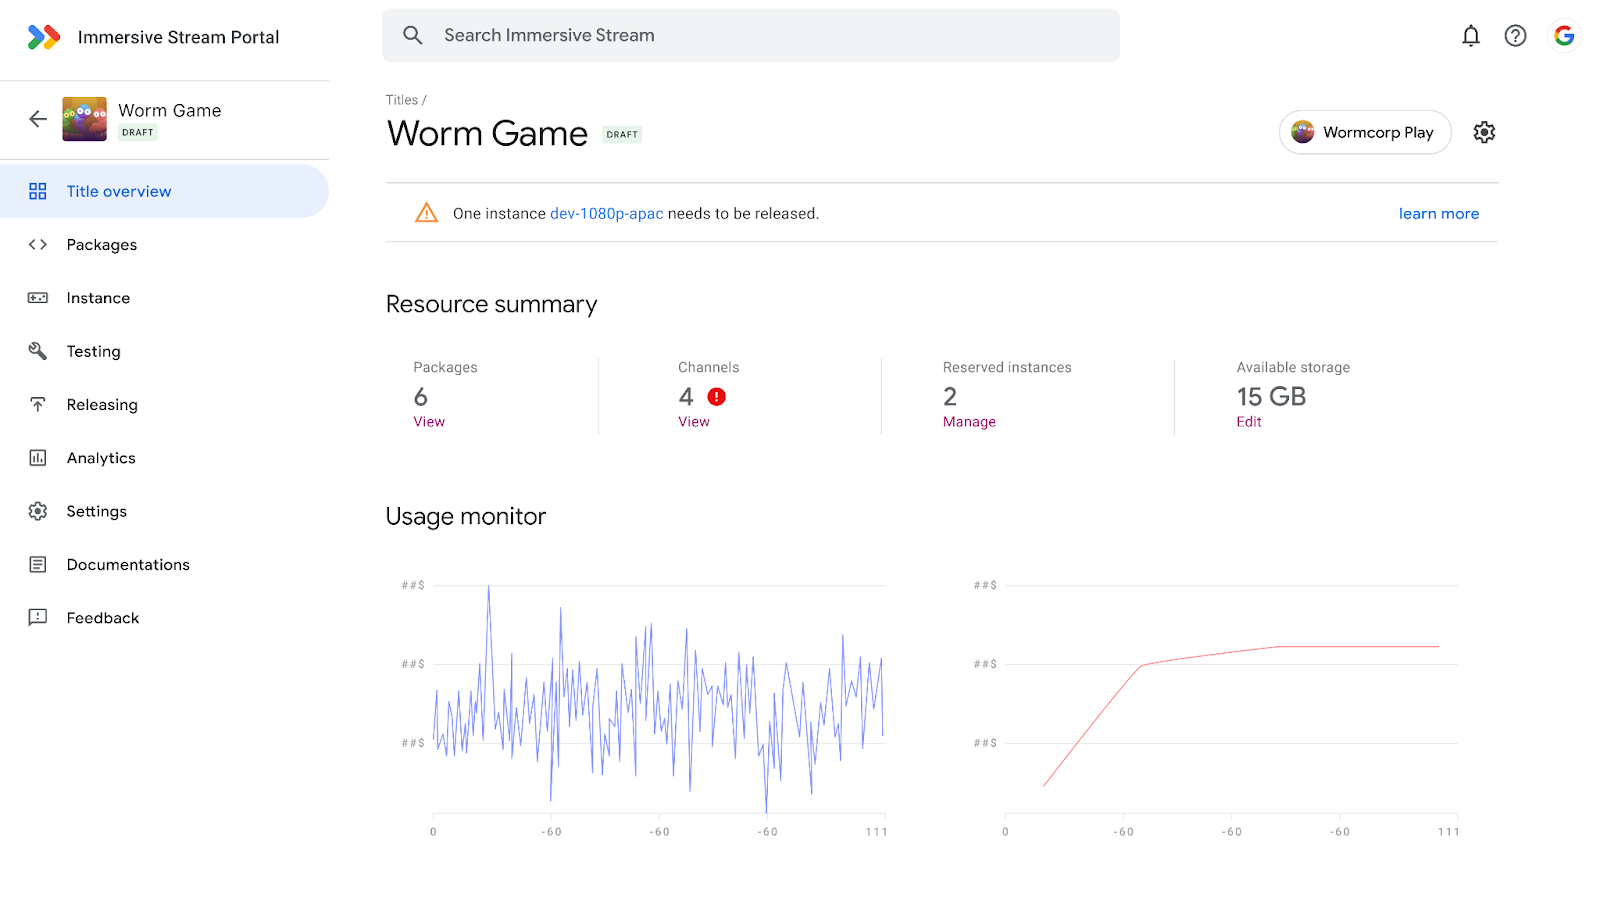 Immersive Stream Portal
Search Immersive Stream
Worm Game
DRAFT
Title overview
Packages
Instance
Testing
Releasing
Analytics
Settings
Documentations
Feedback
Titles /
Worm Game DRAFT
Wormcorp Play
One instance dev-1080p-apac needs to be released.
learn more
Resource summary
Packages
6
View
Channels
4
View
Reserved instances
2
Manage
Available storage
15 GB
Edit
Usage monitor
##$
##$
##$
0 -60 -60 -60 111
##$
##$
##$
0 -60 -60 -60 111